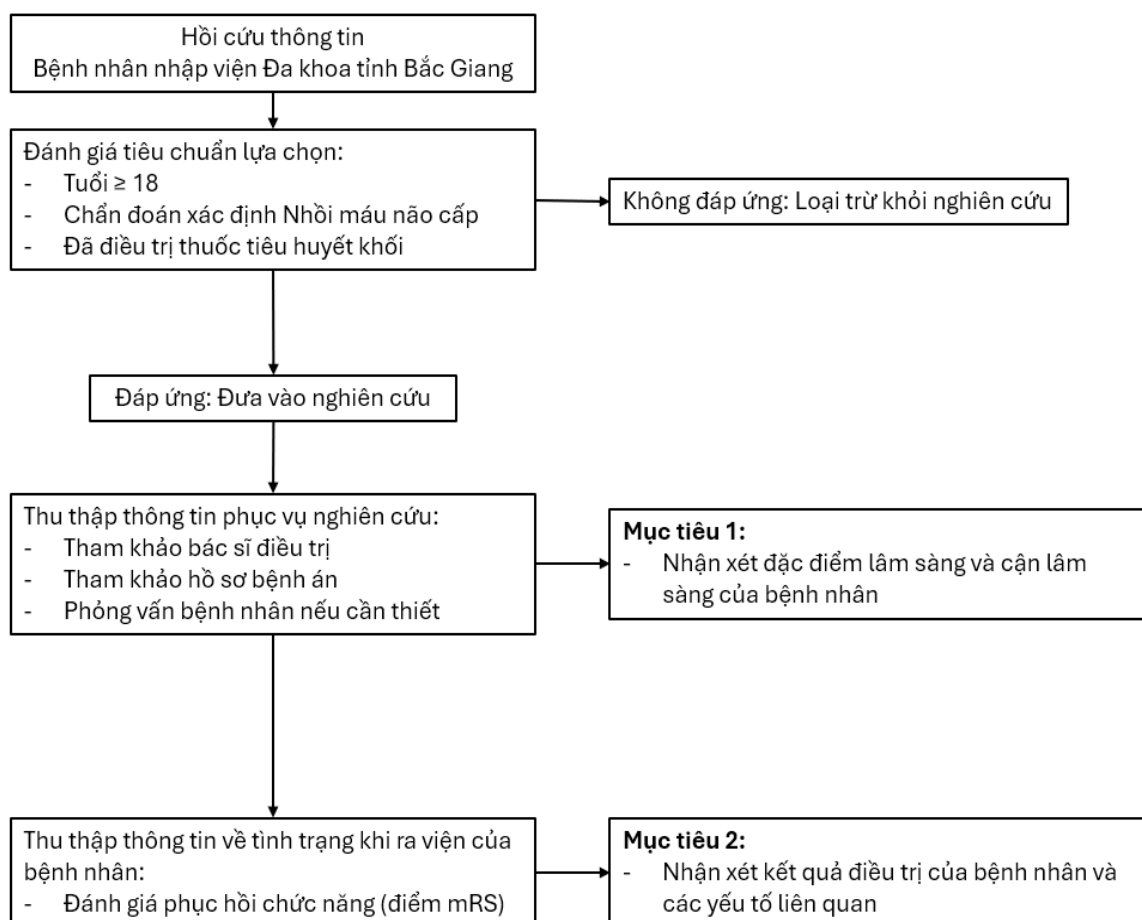 Hồi cứu thông tin
Bệnh nhân nhập viện Đa khoa tỉnh Bắc Giang
Đánh giá tiêu chuẩn lựa chọn:
- Tuổi ≥ 18
- Chẩn đoán xác định Nhồi máu não cấp
- Đã điều trị thuốc tiêu huyết khối
Không đáp ứng: Loại trừ khỏi nghiên cứu
Đáp ứng: Đưa vào nghiên cứu
Thu thập thông tin phục vụ nghiên cứu:
- Tham khảo bác sĩ điều trị
- Tham khảo hồ sơ bệnh án
- Phỏng vấn bệnh nhân nếu cần thiết
Mục tiêu 1:
- Nhận xét đặc điểm lâm sàng và cận lâm
sàng của bệnh nhân
Thu thập thông tin về tình trạng khi ra viện của
bệnh nhân:
- Đánh giá phục hồi chức năng (điểm mRS)
Mục tiêu 2:
- Nhận xét kết quả điều trị của bệnh nhân và
các yếu tố liên quan